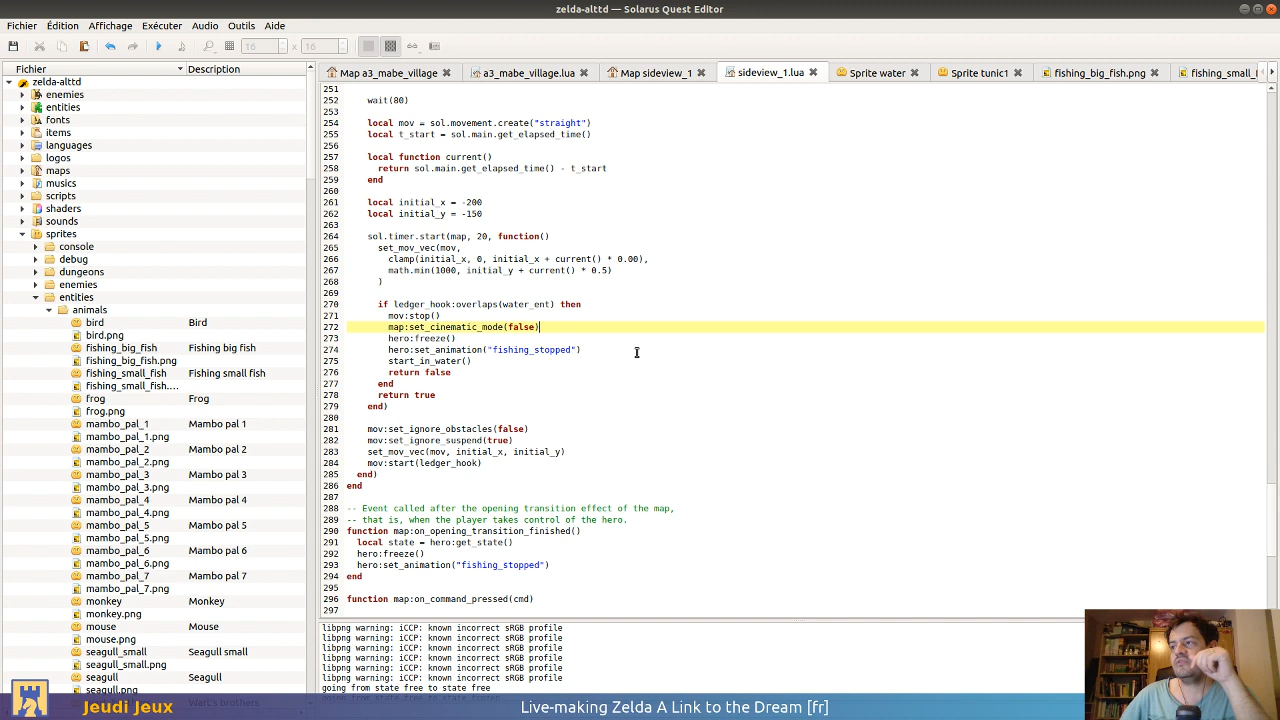 zelda-alttd — Solarus Quest Editor
Fichier Édition Affichage Exécuter Audio Outils Aide
16 x 16
Fichier Description
zelda-alttd
enemies
entities
fonts
items
languages
logos
maps
musics
scripts
shaders
sounds
sprites
console
debug
dungeons
enemies
entities
animals
bird Bird
bird.png
fishing_big_fish Fishing big fish
fishing_big_fish.png
fishing_small_fish Fishing small fish
fishing_small_fish....
frog Frog
frog.png
mambo_pal_1 Mambo pal 1
mambo_pal_1.png
mambo_pal_2 Mambo pal 2
mambo_pal_2.png
mambo_pal_3 Mambo pal 3
mambo_pal_3.png
mambo_pal_4 Mambo pal 4
mambo_pal_4.png
mambo_pal_5 Mambo pal 5
mambo_pal_5.png
mambo_pal_6 Mambo pal 6
mambo_pal_6.png
mambo_pal_7 Mambo pal 7
mambo_pal_7.png
monkey Monkey
monkey.png
mouse Mouse
mouse.png
seagull_small Seagull small
seagull_small.png
seagull Seagull
seagull.png
Map a3_mabe_village a3_mabe_village.lua Map sideview_1 sideview_1.lua Sprite water Sprite tunic1 fishing_big_fish.png fishing_small_f
251
252 wait(80)
253
254 local mov = sol.movement.create("straight")
255 local t_start = sol.main.get_elapsed_time()
256
257 local function current()
258 return sol.main.get_elapsed_time() - t_start
259 end
260
261 local initial_x = -200
262 local initial_y = -150
263
264 sol.timer.start(map, 20, function()
265 set_mov_vec(mov,
266 clamp(initial_x, 0, initial_x + current() * 0.00),
267 math.min(1000, initial_y + current() * 0.5)
268 )
269
270 if ledger_hook:overlaps(water_ent) then
271 mov:stop()
272 map:set_cinematic_mode(false)
273 hero:freeze()
274 hero:set_animation("fishing_stopped")
275 start_in_water()
276 return false
277 end
278 return true
279 end)
280
281 mov:set_ignore_obstacles(false)
282 mov:set_ignore_suspend(true)
283 set_mov_vec(mov, initial_x, initial_y)
284 mov:start(ledger_hook)
285 end)
286 end
287
288 -- Event called after the opening transition effect of the map,
289 -- that is, when the player takes control of the hero.
290 function map:on_opening_transition_finished()
291 local state = hero:get_state()
292 hero:freeze()
293 hero:set_animation("fishing_stopped")
294 end
295
296 function map:on_command_pressed(cmd)
297
libpng warning: iCCP: known incorrect sRGB profile
libpng warning: iCCP: known incorrect sRGB profile
libpng warning: iCCP: known incorrect sRGB profile
libpng warning: iCCP: known incorrect sRGB profile
libpng warning: iCCP: known incorrect sRGB profile
libpng warning: iCCP: known incorrect sRGB profile
going from state free to state free
Jeudi Jeux Live-making Zelda A Link to the Dream [fr]